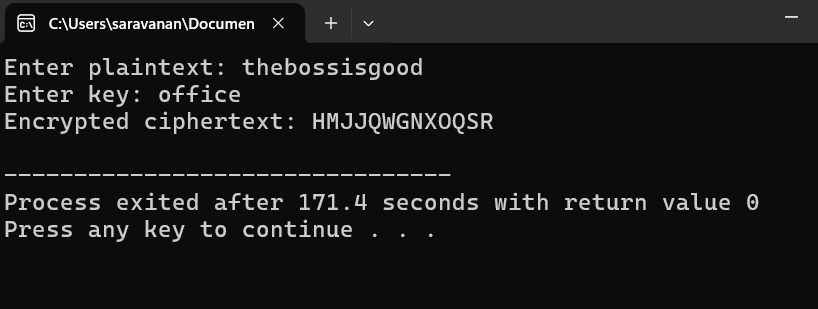 C:\Users\saravanan\Documen
Enter plaintext: thebossisgood
Enter key: office
Encrypted ciphertext: HMJJQWGNXOQSR
--------------------------------
Process exited after 171.4 seconds with return value 0
Press any key to continue . . .